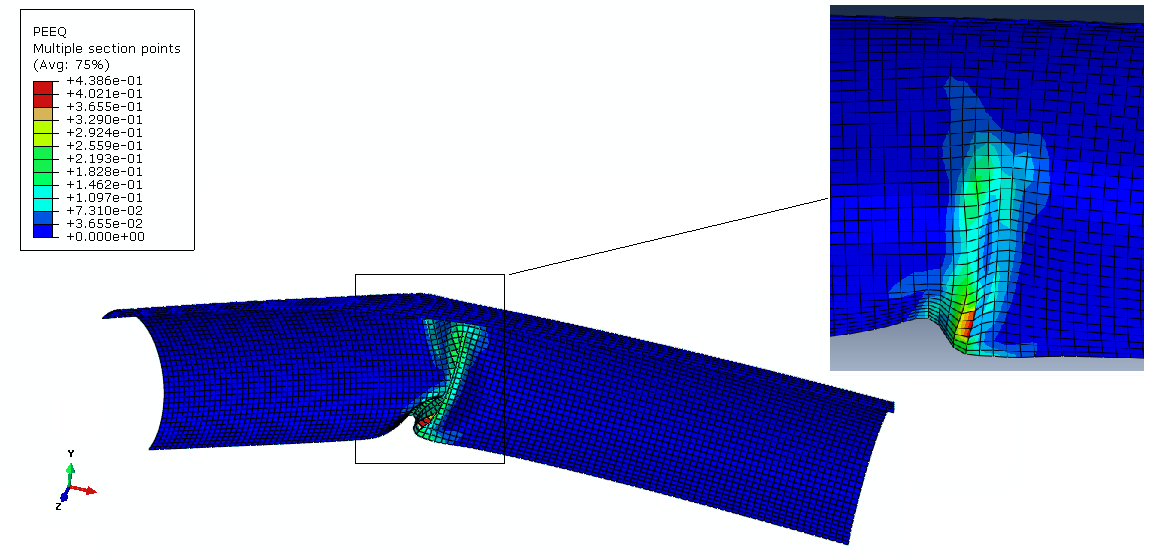 PEEQ
Multiple section points
(Avg: 75%)
+4.386e-01
+4.021e-01
+3.655e-01
+3.290e-01
+2.924e-01
+2.559e-01
+2.193e-01
+1.828e-01
+1.462e-01
+1.097e-01
+7.310e-02
+3.655e-02
+0.000e+00
Y
Z